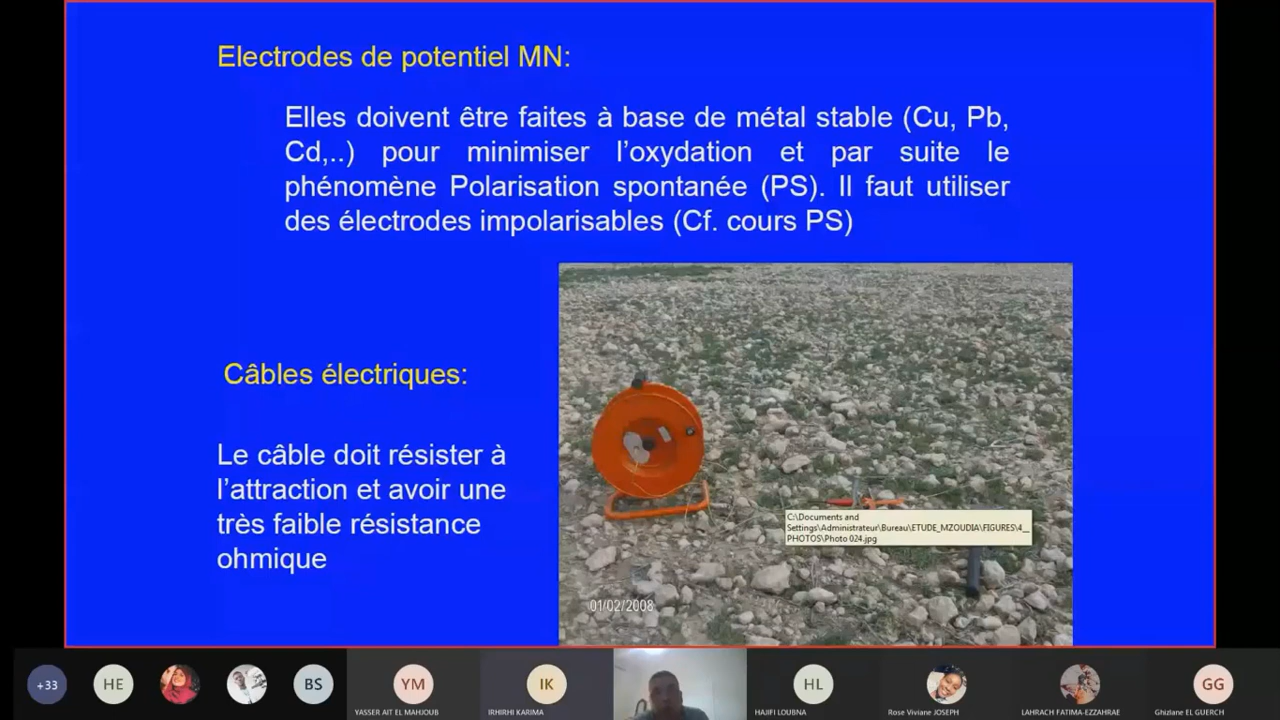 Electrodes de potentiel MN:
Elles doivent être faites à base de métal stable (Cu, Pb,
Cd,..) pour minimiser l’oxydation et par suite le
phénomène Polarisation spontanée (PS). Il faut utiliser
des électrodes impolarisables (Cf. cours PS)
Câbles électriques:
Le câble doit résister à
l’attraction et avoir une
très faible résistance
ohmique
C:\Documents and
Settings\Administrateur\Bureau\ETUDE_MZOUDIA\FIGURES\4_
PHOTOS\Photo 024.jpg
01/02/2008
+33
HE
BS
YM
YASSER AIT EL MAHJOUB
IK
IRHIRHI KARIMA
HL
HAJIFI LOUBNA
Rose Viviane JOSEPH
LAHRACH FATIMA-EZZAHRAE
GG
Ghiziane EL GUERCH